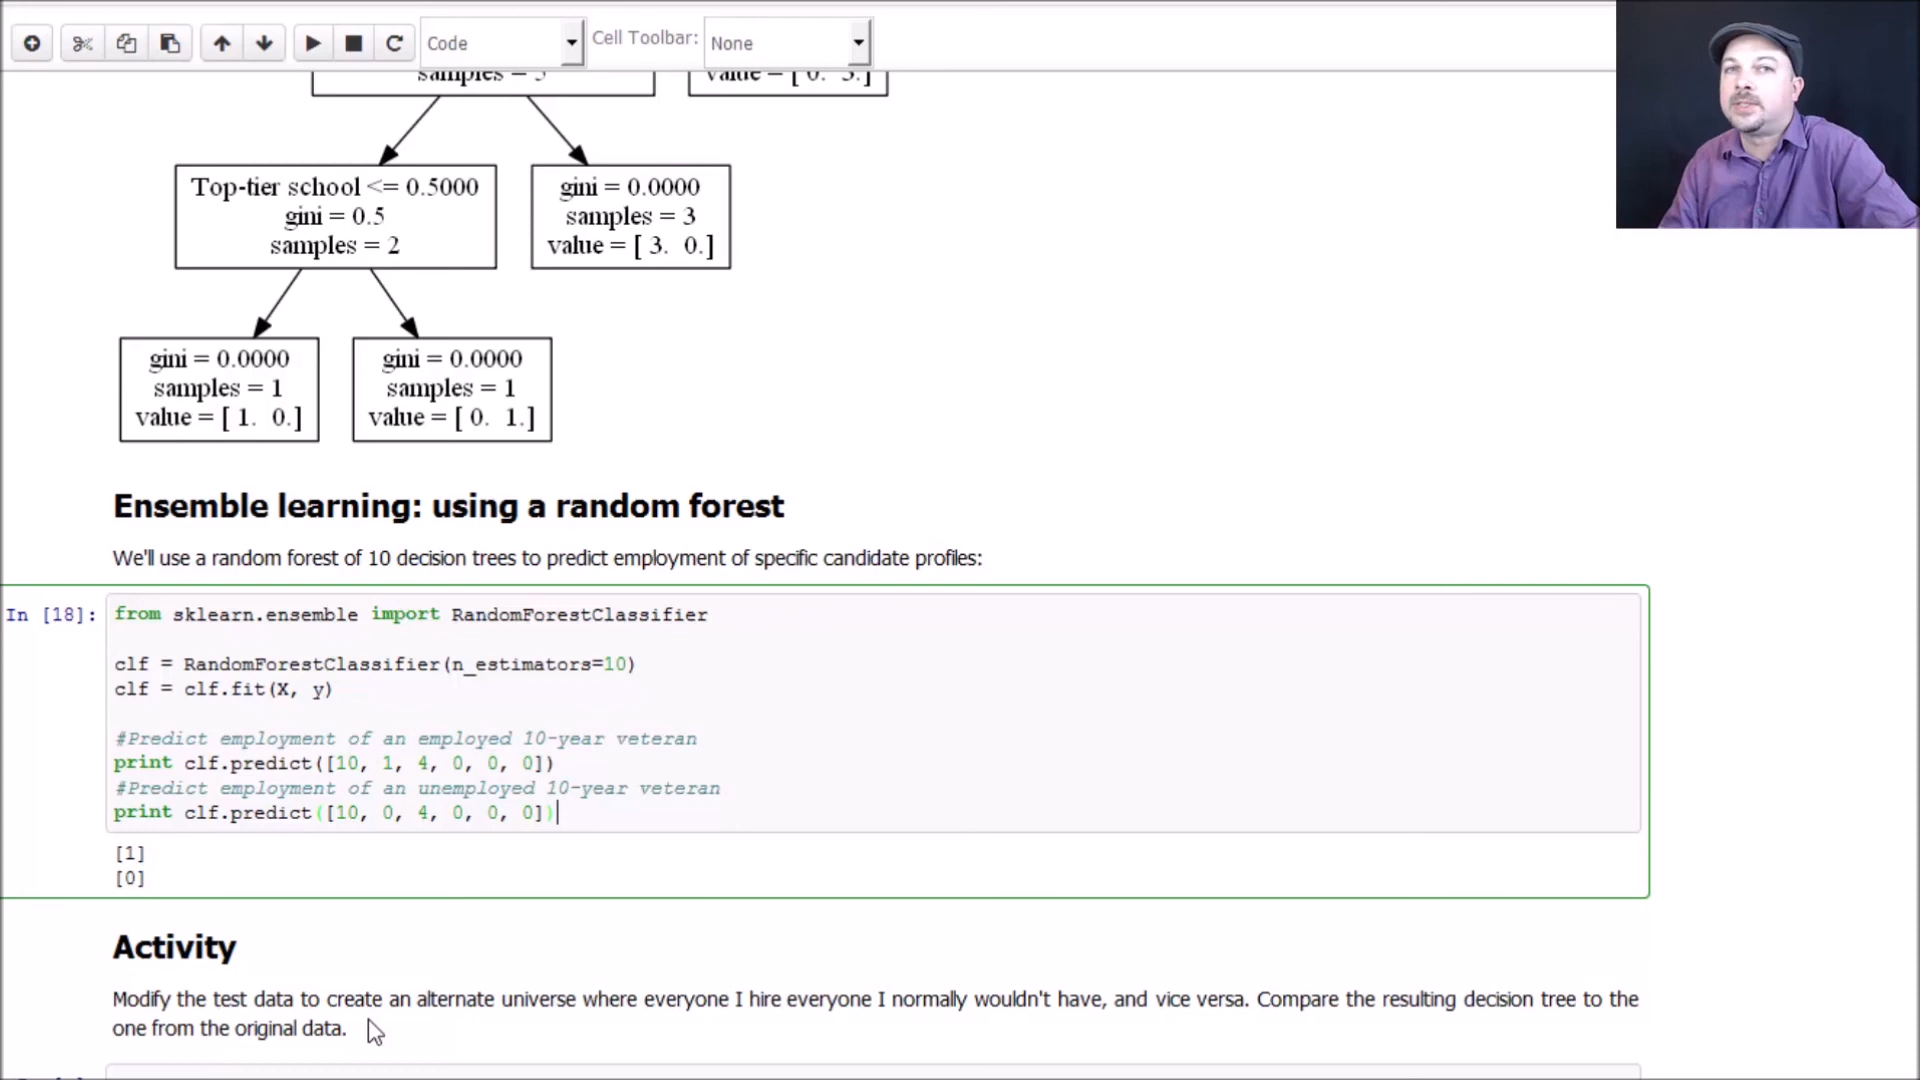 Code
Cell Toolbar:
None
samples = 5
value = [ 0. 5.]
Top-tier school <= 0.5000
gini = 0.5
samples = 2
gini = 0.0000
samples = 3
value = [ 3. 0.]
gini = 0.0000
samples = 1
value = [ 1. 0.]
gini = 0.0000
samples = 1
value = [ 0. 1.]
Ensemble learning: using a random forest
We'll use a random forest of 10 decision trees to predict employment of specific candidate profiles:
In [18]:
from sklearn.ensemble import RandomForestClassifier
clf = RandomForestClassifier(n_estimators=10)
clf = clf.fit(X, y)
#Predict employment of an employed 10-year veteran
print clf.predict([10, 1, 4, 0, 0, 0])
#Predict employment of an unemployed 10-year veteran
print clf.predict([10, 0, 4, 0, 0, 0])
[1]
[0]
Activity
Modify the test data to create an alternate universe where everyone I hire everyone I normally wouldn't have, and vice versa. Compare the resulting decision tree to the
one from the original data.